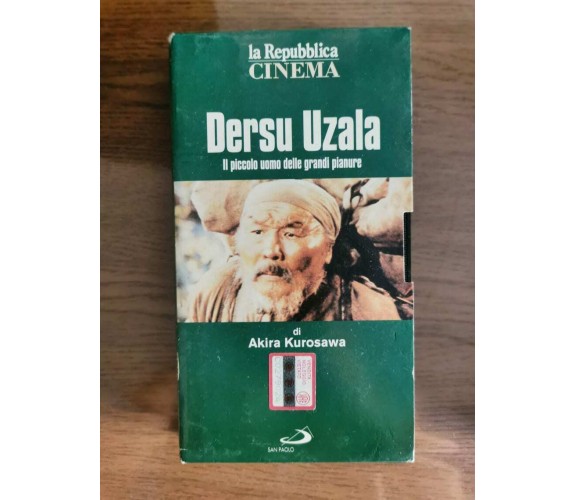 la Repubblica
CINEMA
Dersu Uzala
Il piccolo uomo delle grandi pianure
di
Akira Kurosawa
SAN PAOLO